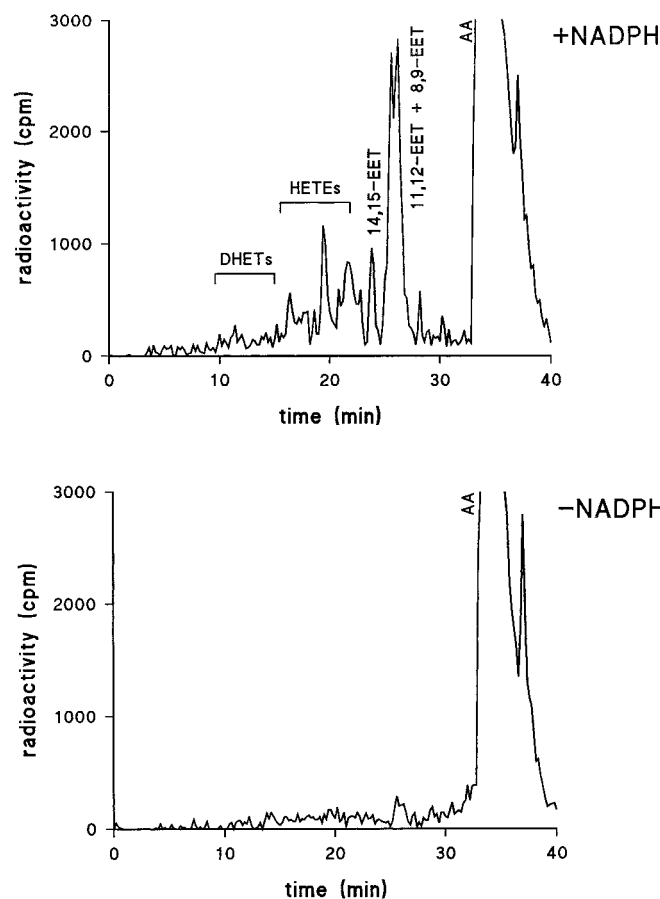 3000
2000
1000
0
radioactivity (cpm)
DHETs
HETEs
14,15-EET
11,12-EET + 8,9-EET
AA
+NADPH
0 10 20 30 40
time (min)
3000
2000
1000
0
radioactivity (cpm)
AA
-NADPH
0 10 20 30 40
time (min)